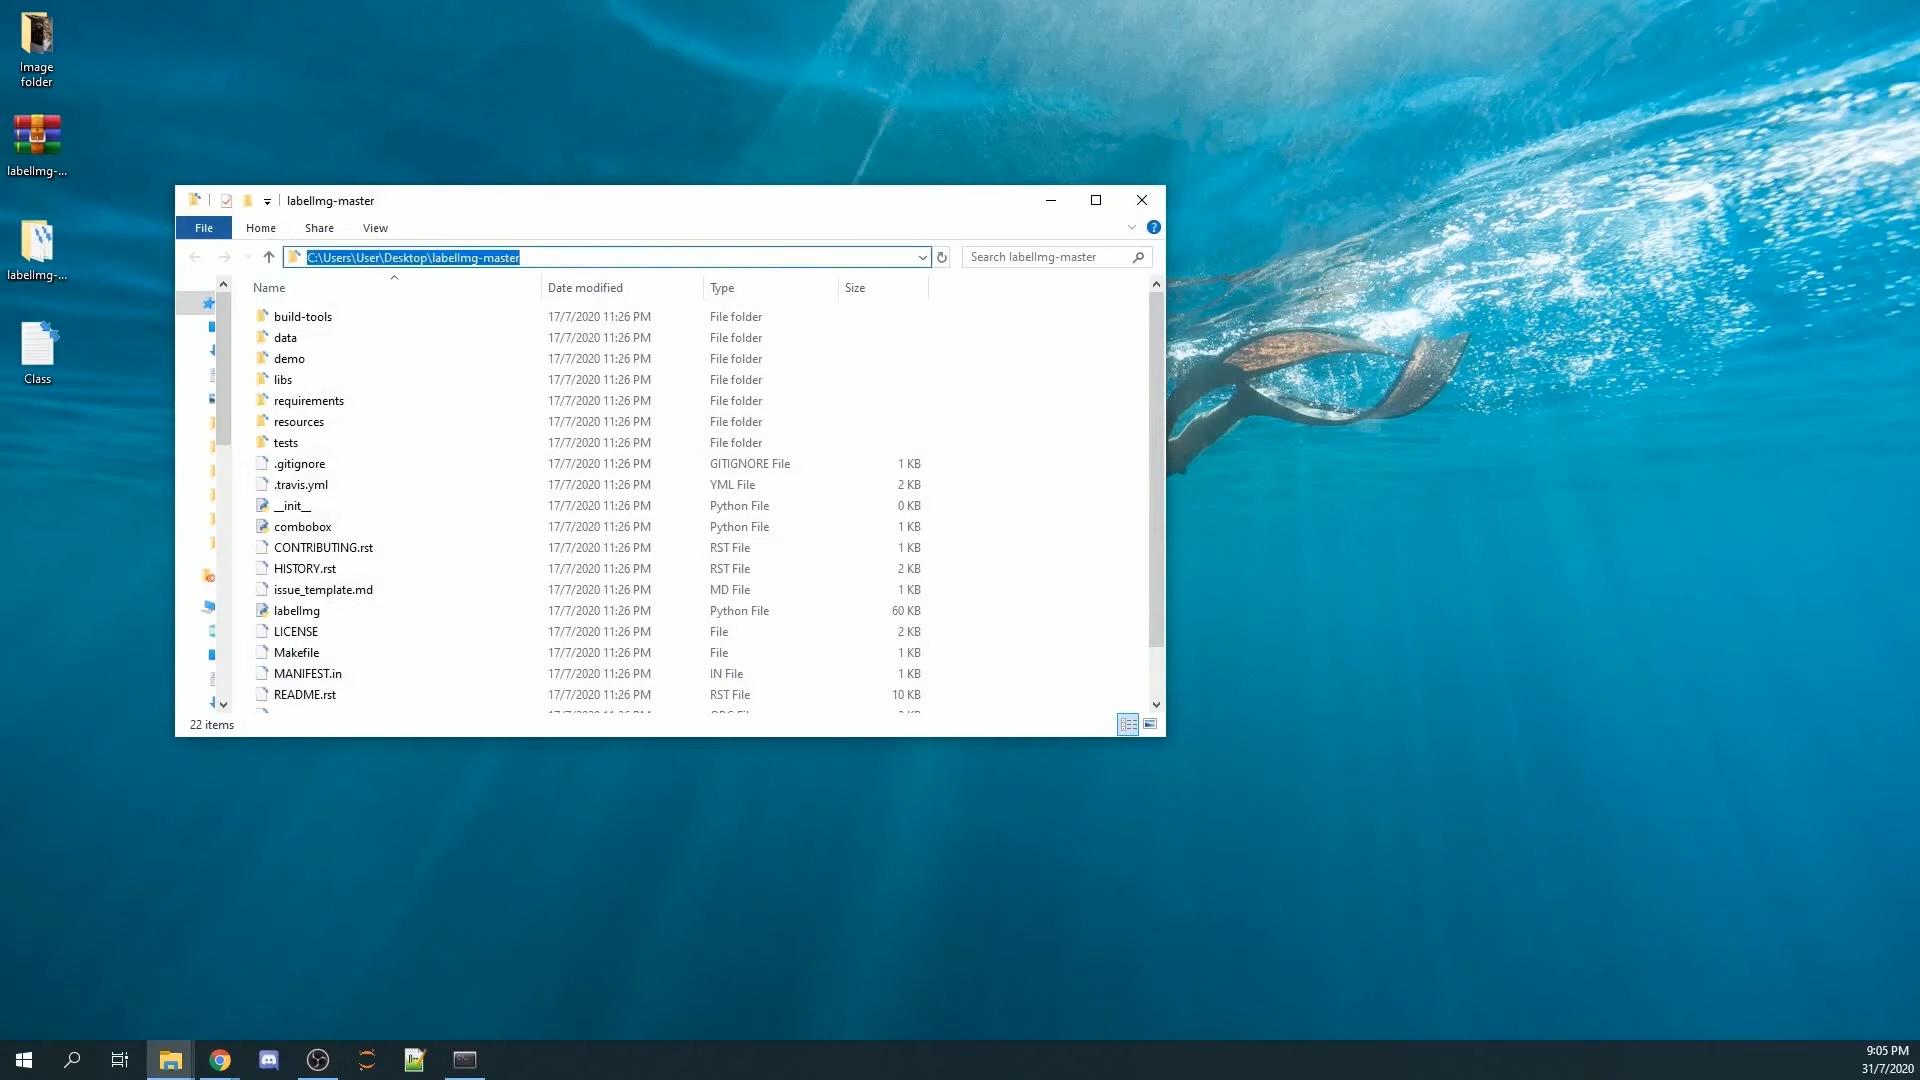 Image
folder
labelImg-...
labelImg-...
Class
labelImg-master
File Home Share View
C:\Users\User\Desktop\labelImg-master
Search labelImg-master
Name Date modified Type Size
build-tools 17/7/2020 11:26 PM File folder
data 17/7/2020 11:26 PM File folder
demo 17/7/2020 11:26 PM File folder
libs 17/7/2020 11:26 PM File folder
requirements 17/7/2020 11:26 PM File folder
resources 17/7/2020 11:26 PM File folder
tests 17/7/2020 11:26 PM File folder
.gitignore 17/7/2020 11:26 PM GITIGNORE File 1 KB
.travis.yml 17/7/2020 11:26 PM YML File 2 KB
__init__ 17/7/2020 11:26 PM Python File 0 KB
combobox 17/7/2020 11:26 PM Python File 1 KB
CONTRIBUTING.rst 17/7/2020 11:26 PM RST File 1 KB
HISTORY.rst 17/7/2020 11:26 PM RST File 2 KB
issue_template.md 17/7/2020 11:26 PM MD File 1 KB
labelImg 17/7/2020 11:26 PM Python File 60 KB
LICENSE 17/7/2020 11:26 PM File 2 KB
Makefile 17/7/2020 11:26 PM File 1 KB
MANIFEST.in 17/7/2020 11:26 PM IN File 1 KB
README.rst 17/7/2020 11:26 PM RST File 10 KB
22 items
9:05 PM
31/7/2020